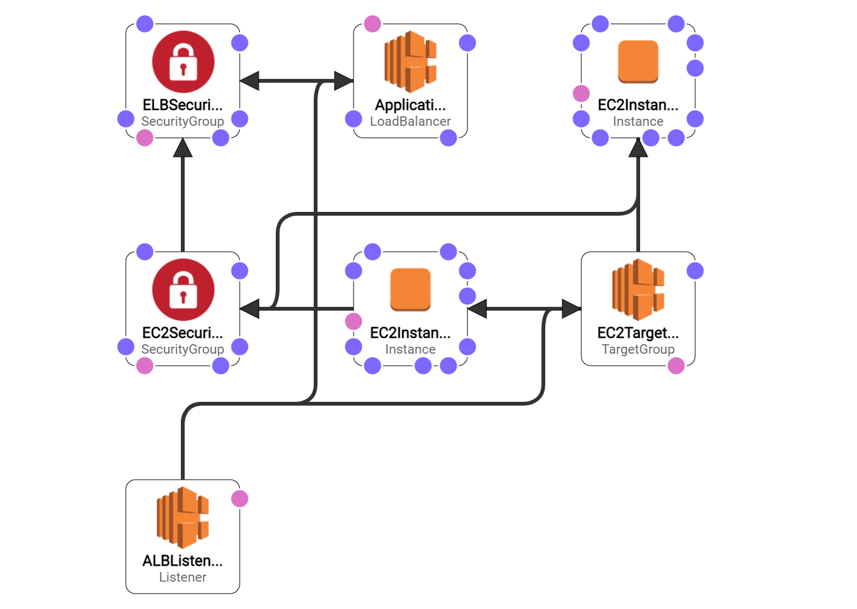 ELBSecuri...
SecurityGroup
Applicati...
LoadBalancer
EC2Instan...
Instance
EC2Securi...
SecurityGroup
EC2Instan...
Instance
EC2Target...
TargetGroup
ALBListen...
Listener